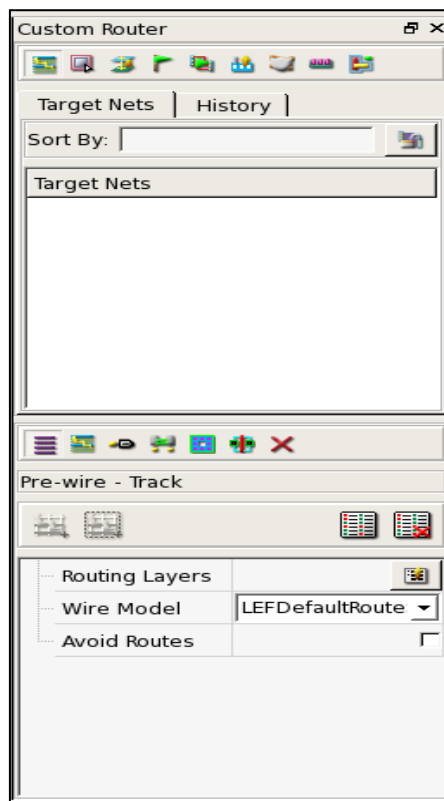 Custom Router
Target Nets
History
Sort By:
Target Nets
Pre-wire - Track
Routing Layers
Wire Model LEFDefaultRoute
Avoid Routes